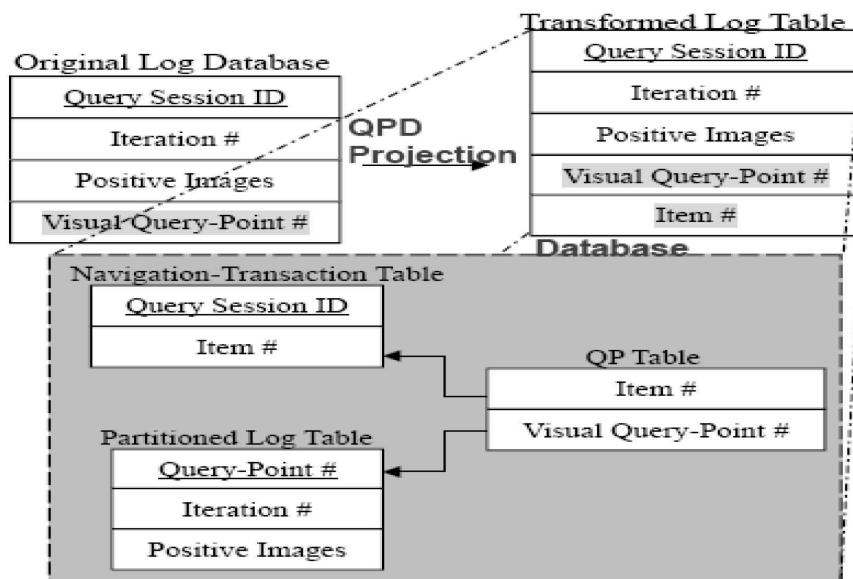 Transformed Log Table
Query Session ID
Iteration #
Positive Images
Visual Query-Point #
Item #
Original Log Database
Query Session ID
Iteration #
Positive Images
Visual Query-Point #
QPD
Projection
Database
Navigation-Transaction Table
Query Session ID
Item #
QP Table
Item #
Visual Query-Point #
Partitioned Log Table
Query-Point #
Iteration #
Positive Images